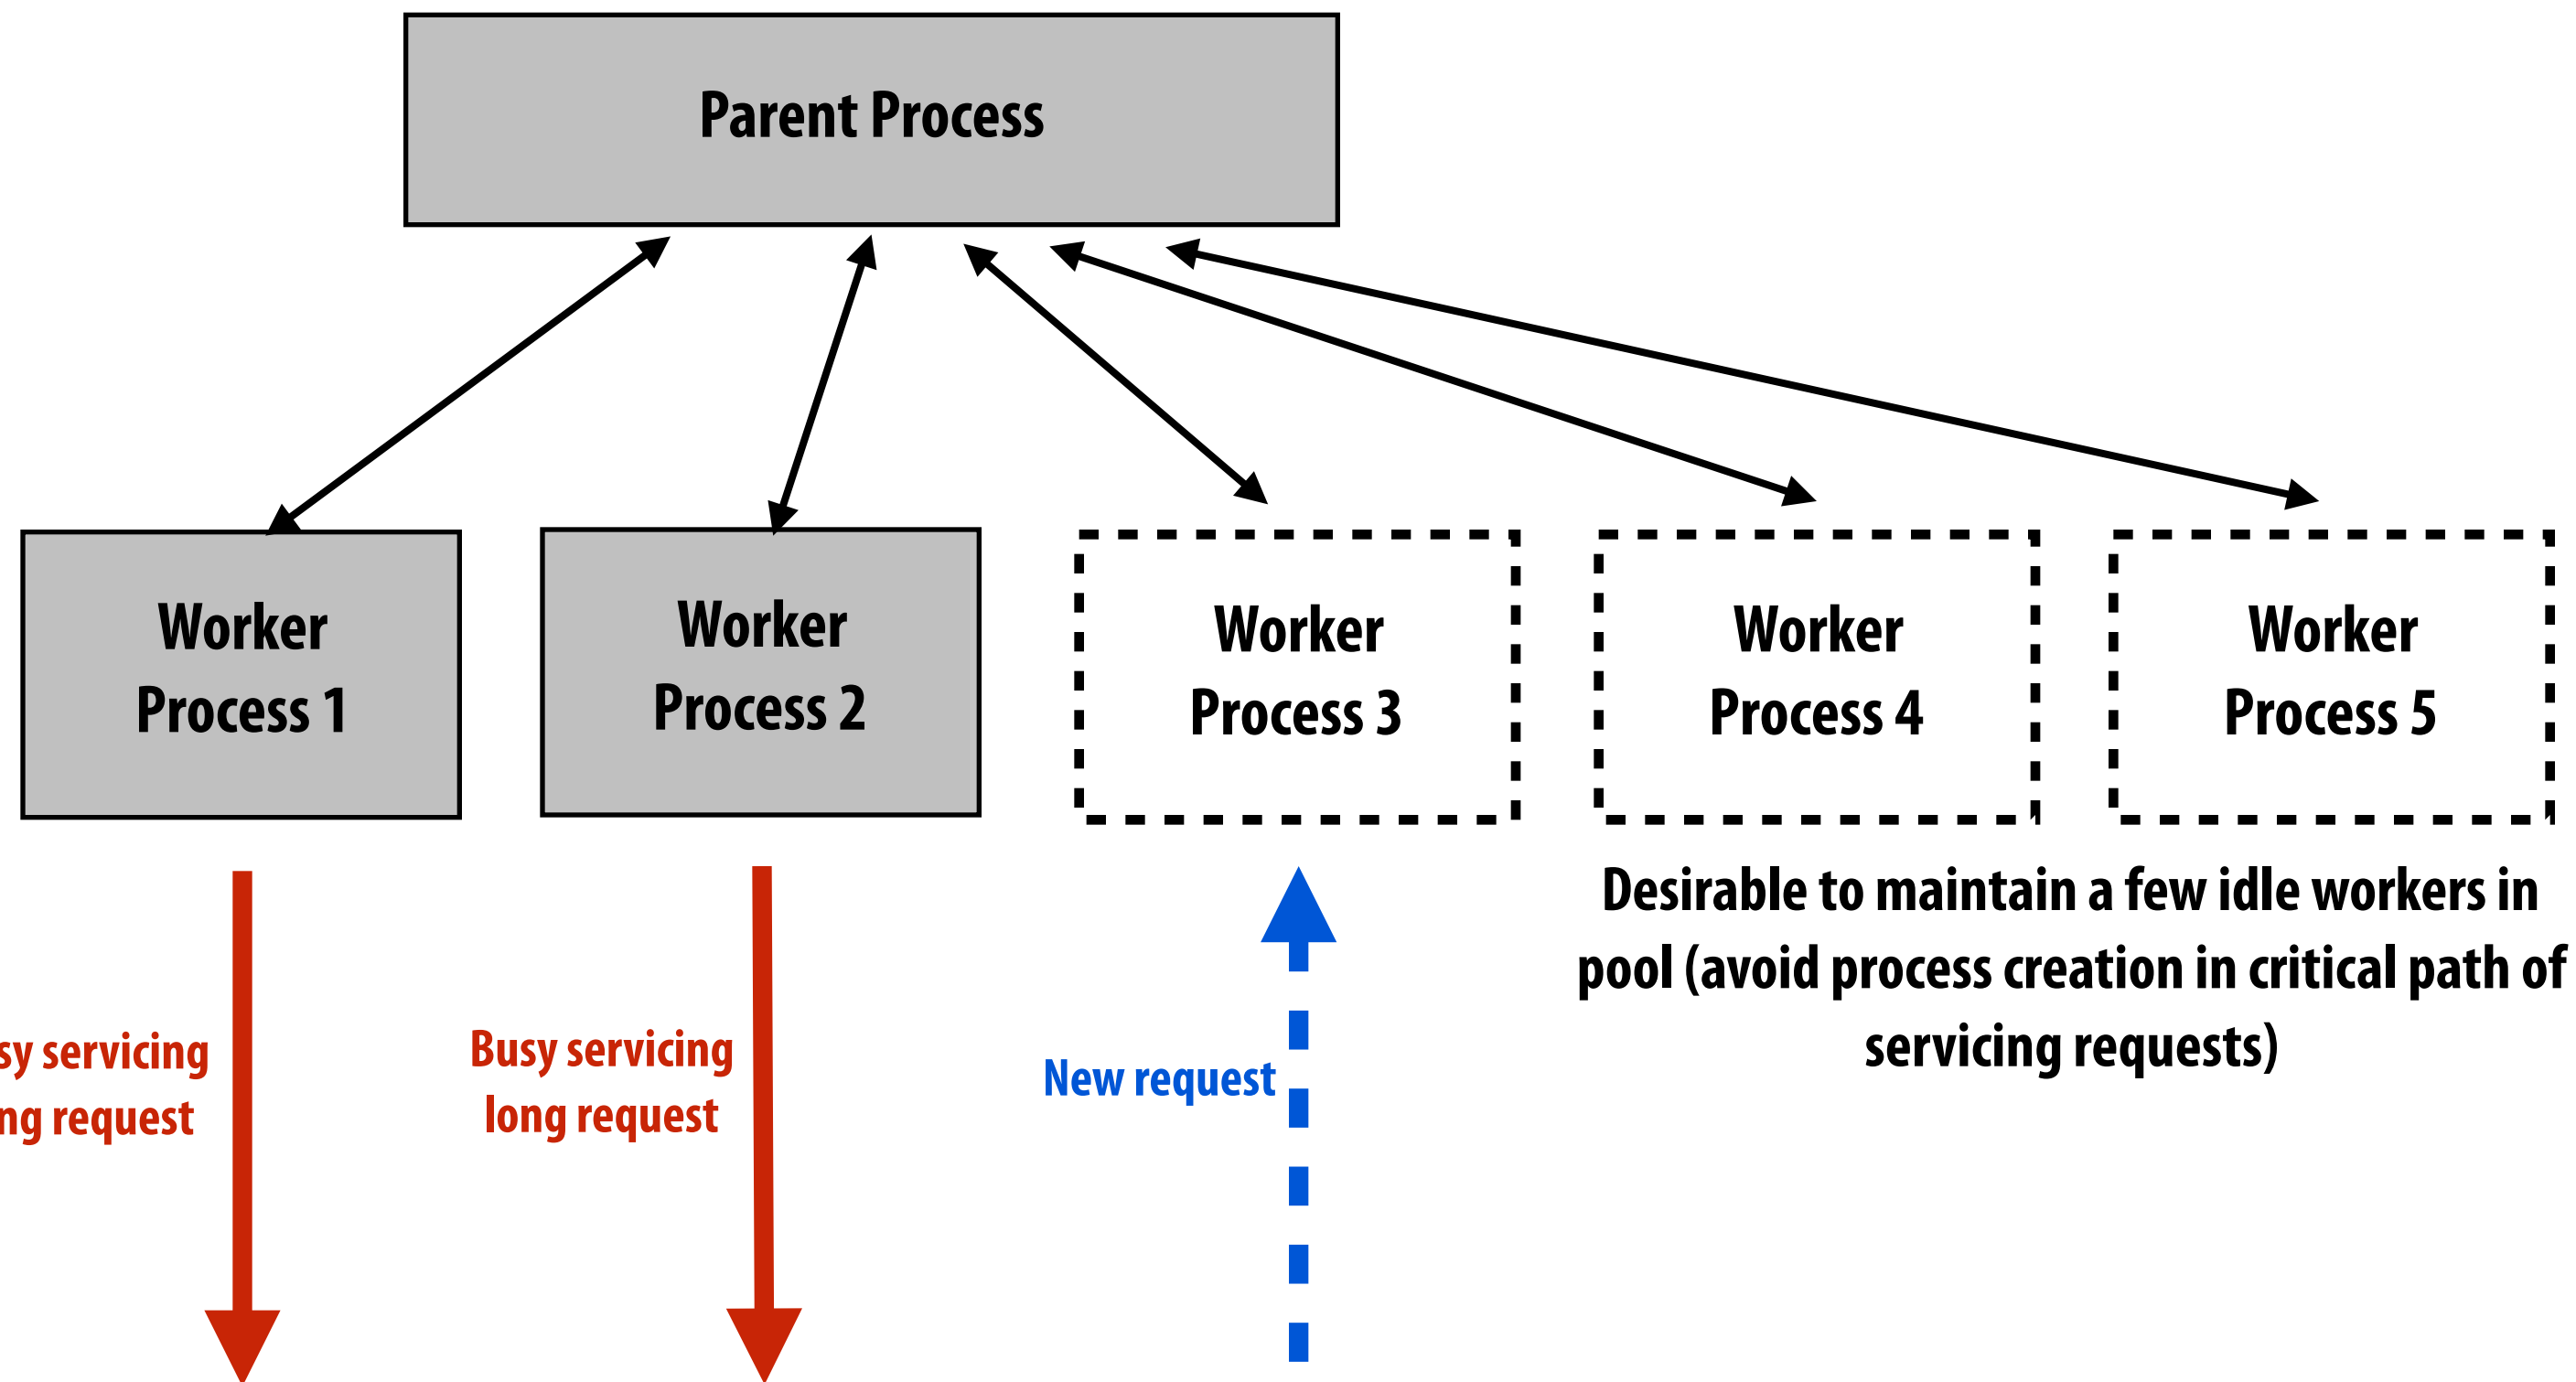 Parent Process
Worker
Process 1
Worker
Process 2
Worker
Process 3
Worker
Process 4
Worker
Process 5
servicing
request
Busy servicing
long request
New request
Desirable to maintain a few idle workers in
pool (avoid process creation in critical path of
servicing requests)